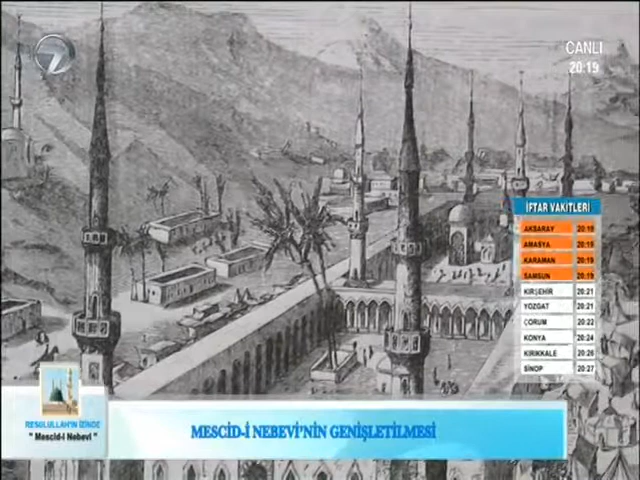 7
CANLI
20:19
İFTAR VAKİTLERİ
AKSARAY 20:19
AMASYA 20:19
KARAMAN 20:19
SAMSUN 20:19
KIRŞEHİR 20:21
YOZGAT 20:21
ÇORUM 20:22
KONYA 20:24
KIRIKKALE 20:26
SİNOP 20:27
RESULULLAH'IN İZİNDE
" Mescid-i Nebevi "
MESCİD-İ NEBEVİ'NİN GENİŞLETİLMESİ